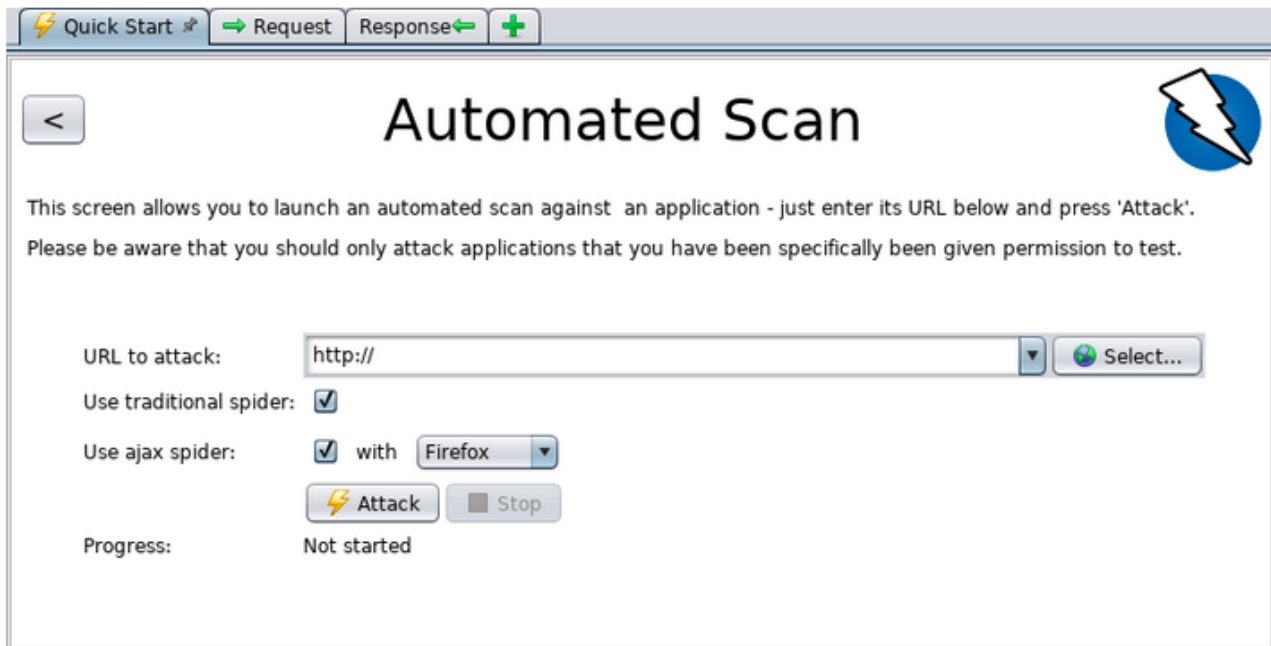 Quick Start Request Response
<
Automated Scan
This screen allows you to launch an automated scan against  an application - just enter its URL below and press 'Attack'.
Please be aware that you should only attack applications that you have been specifically been given permission to test.
URL to attack: http:// Select...
Use traditional spider:
Use ajax spider: with Firefox
Attack Stop
Progress: Not started